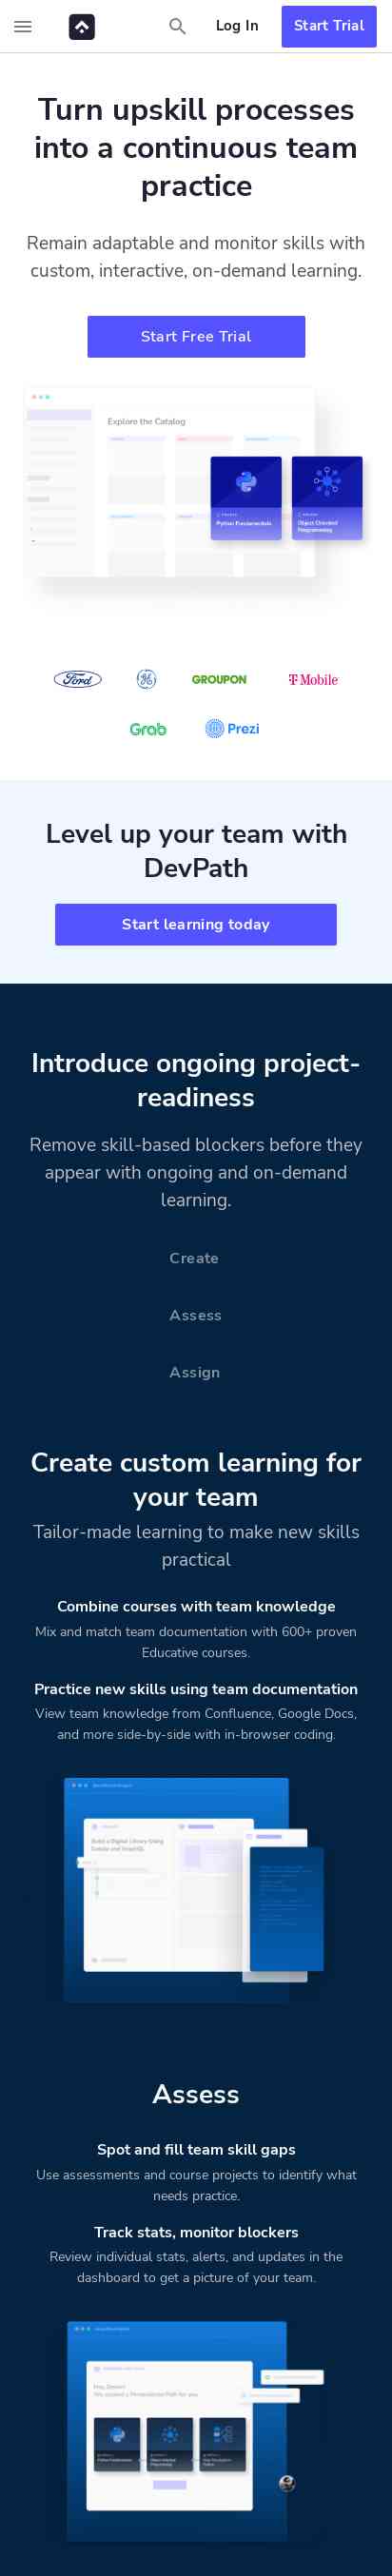 Log In
Start Trial
Turn upskill processes
into a continuous team
practice
Remain adaptable and monitor skills with
custom, interactive, on-demand learning.
Start Free Trial
Explore the Catalog
Python Fundamentals
Object Oriented
Programming
Ford
GE
GROUPON
T Mobile
Grab
Prezi
Level up your team with
DevPath
Start learning today
Introduce ongoing project-
readiness
Remove skill-based blockers before they
appear with ongoing and on-demand
learning.
Create
Assess
Assign
Create custom learning for
your team
Tailor-made learning to make new skills
practical
Combine courses with team knowledge
Mix and match team documentation with 600+ proven
Educative courses.
Practice new skills using team documentation
View team knowledge from Confluence, Google Docs,
and more side-by-side with in-browser coding.
Build a Digital Library Using
Assess
Spot and fill team skill gaps
Use assessments and course projects to identify what
needs practice.
Track stats, monitor blockers
Review individual stats, alerts, and updates in the
dashboard to get a picture of your team.